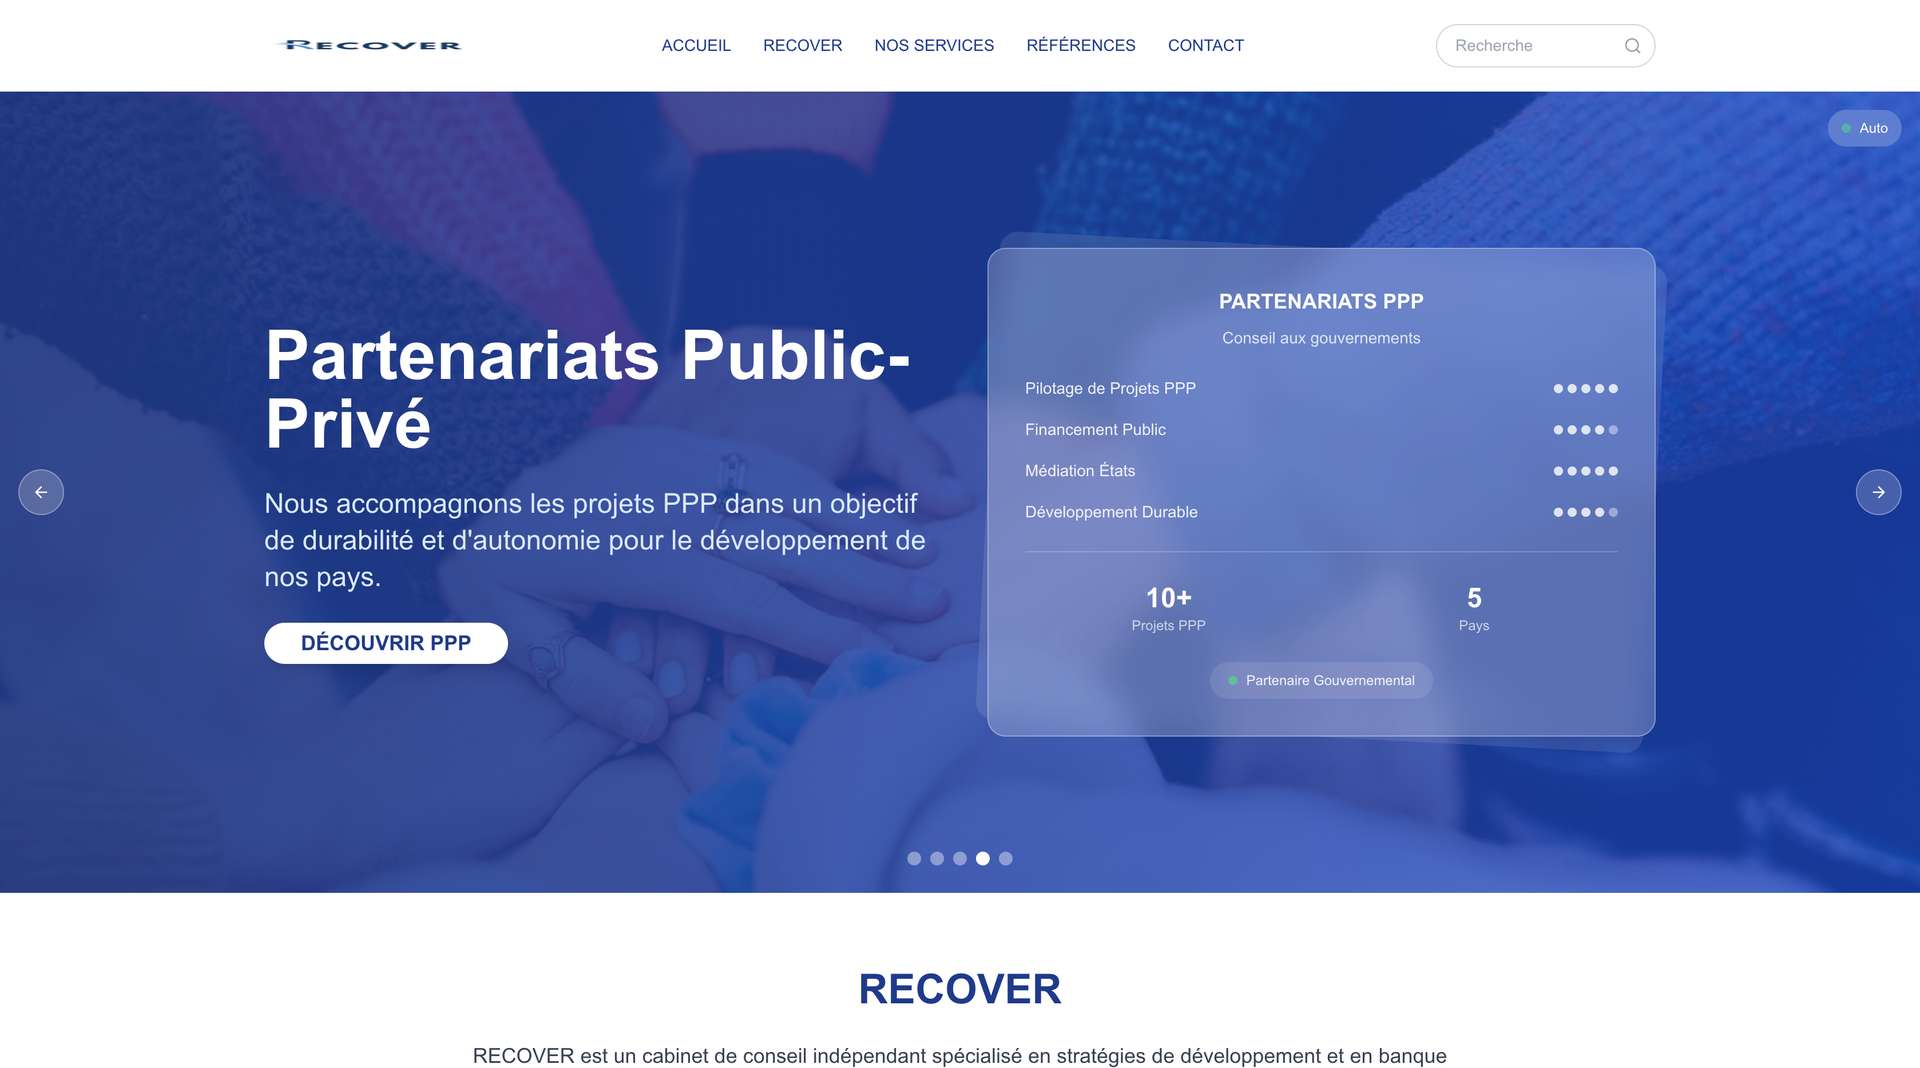 RECOVER
ACCUEIL
RECOVER
NOS SERVICES
RÉFÉRENCES
CONTACT
Recherche
Auto
Partenariats Public-
Privé
Nous accompagnons les projets PPP dans un objectif
de durabilité et d'autonomie pour le développement de
nos pays.
DÉCOUVRIR PPP
PARTENARIATS PPP
Conseil aux gouvernements
Pilotage de Projets PPP
Financement Public
Médiation États
Développement Durable
10+
Projets PPP
5
Pays
Partenaire Gouvernemental
RECOVER
RECOVER est un cabinet de conseil indépendant spécialisé en stratégies de développement et en banque